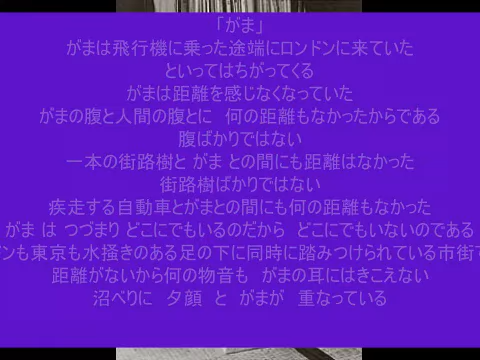 「がま」
がまは飛行機に乗った途端にロンドンに来ていた
といってはちがってくる
がまは距離を感じなくなっていた
がまの腹と人間の腹とに 何の距離もなかったからである
腹ばかりではない
一本の街路樹と がま との間にも距離はなかった
街路樹ばかりではない
疾走する自動車とがまとの間にも何の距離もなかった
がま は つづまり どこにでもいるのだから どこにでもいないのである
ンも東京も水掻きのある足の下に同時に踏みつけられている市街
距離がないから何の物音も がまの耳にはきこえない
沼べりに 夕顔 と がまが 重なっている